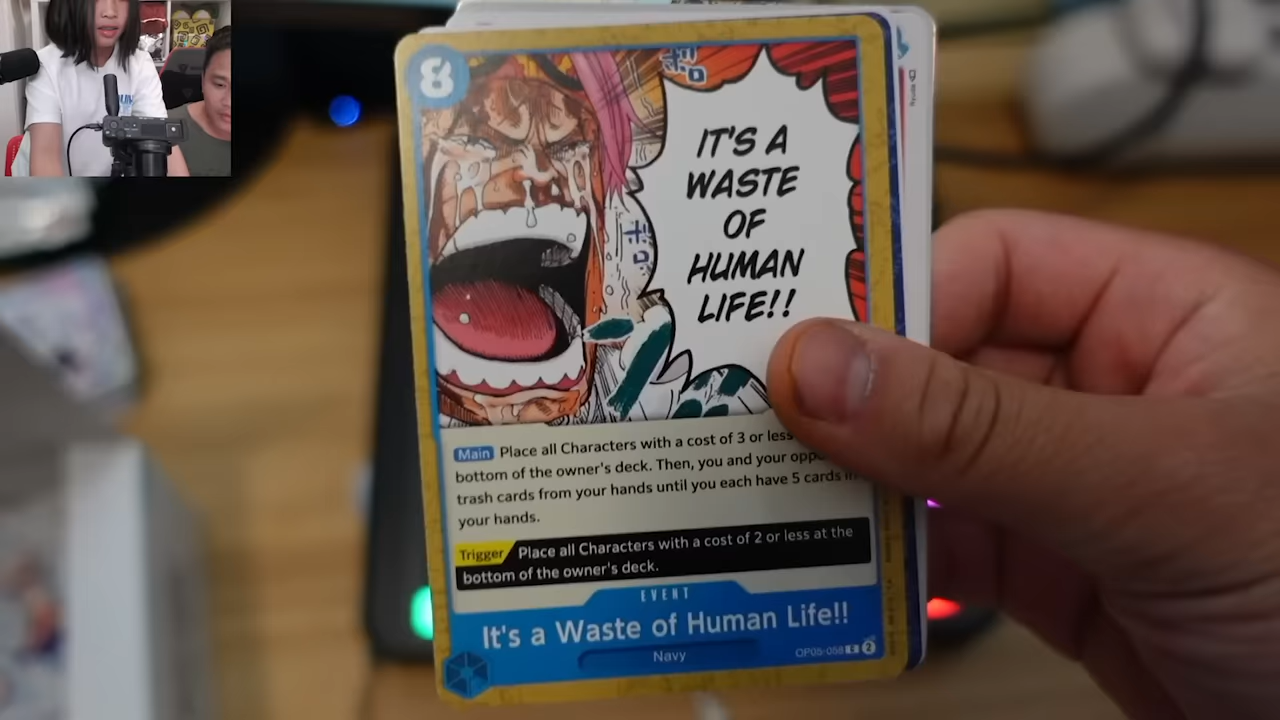 8
IT'S A
WASTE
OF
HUMAN
LIFE!!
Main Place all Characters with a cost of 3 or less
bottom of the owner's deck. Then, you and your
trash cards from your hands until you each have 5 cards
your hands.
Trigger Place all Characters with a cost of 2 or less at the
bottom of the owner's deck.
EVENT
It's a Waste of Human Life!!
Navy
OP05-058 C 2